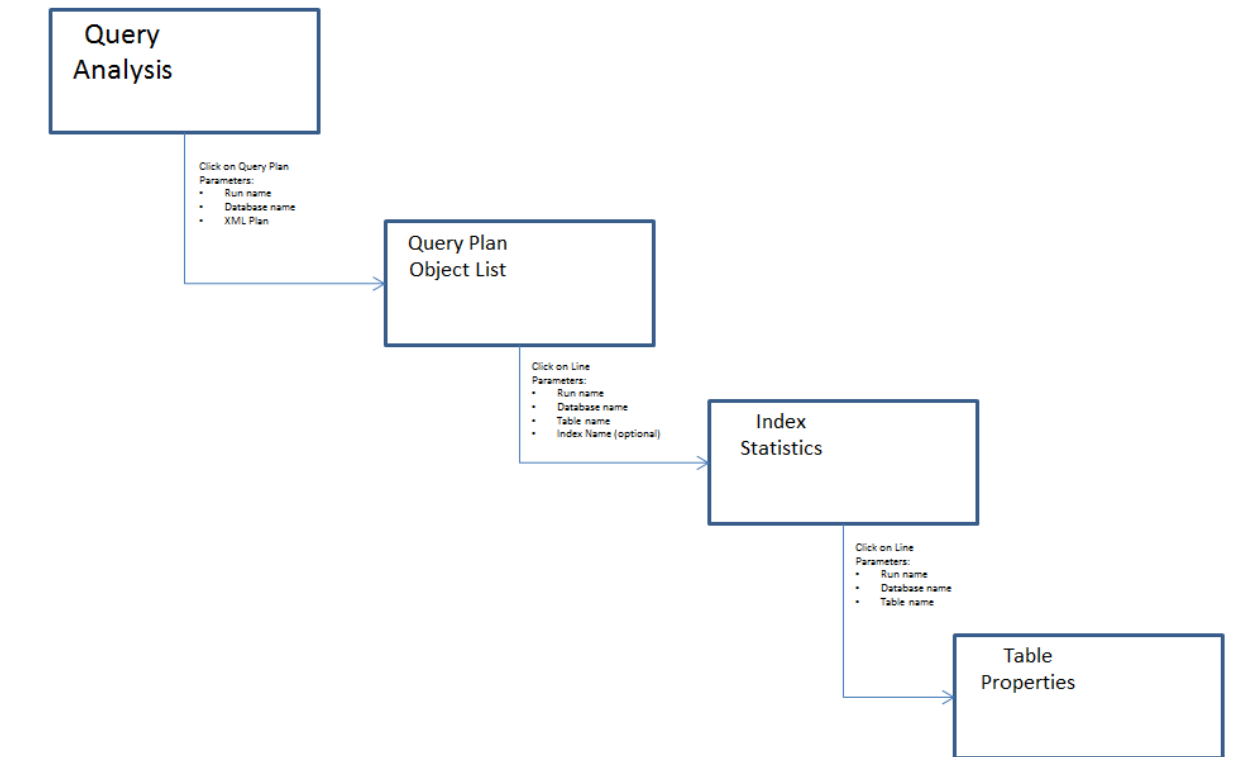 Query
Analysis
Click on Query Plan
Parameters:
• Run name
• Database name
• XML Plan
Query Plan
Object List
Click on Line
Parameters:
• Run name
• Database name
• Table name
• Index Name (optional)
Index
Statistics
Click on Line
Parameters:
• Run name
• Database name
• Table name
Table
Properties